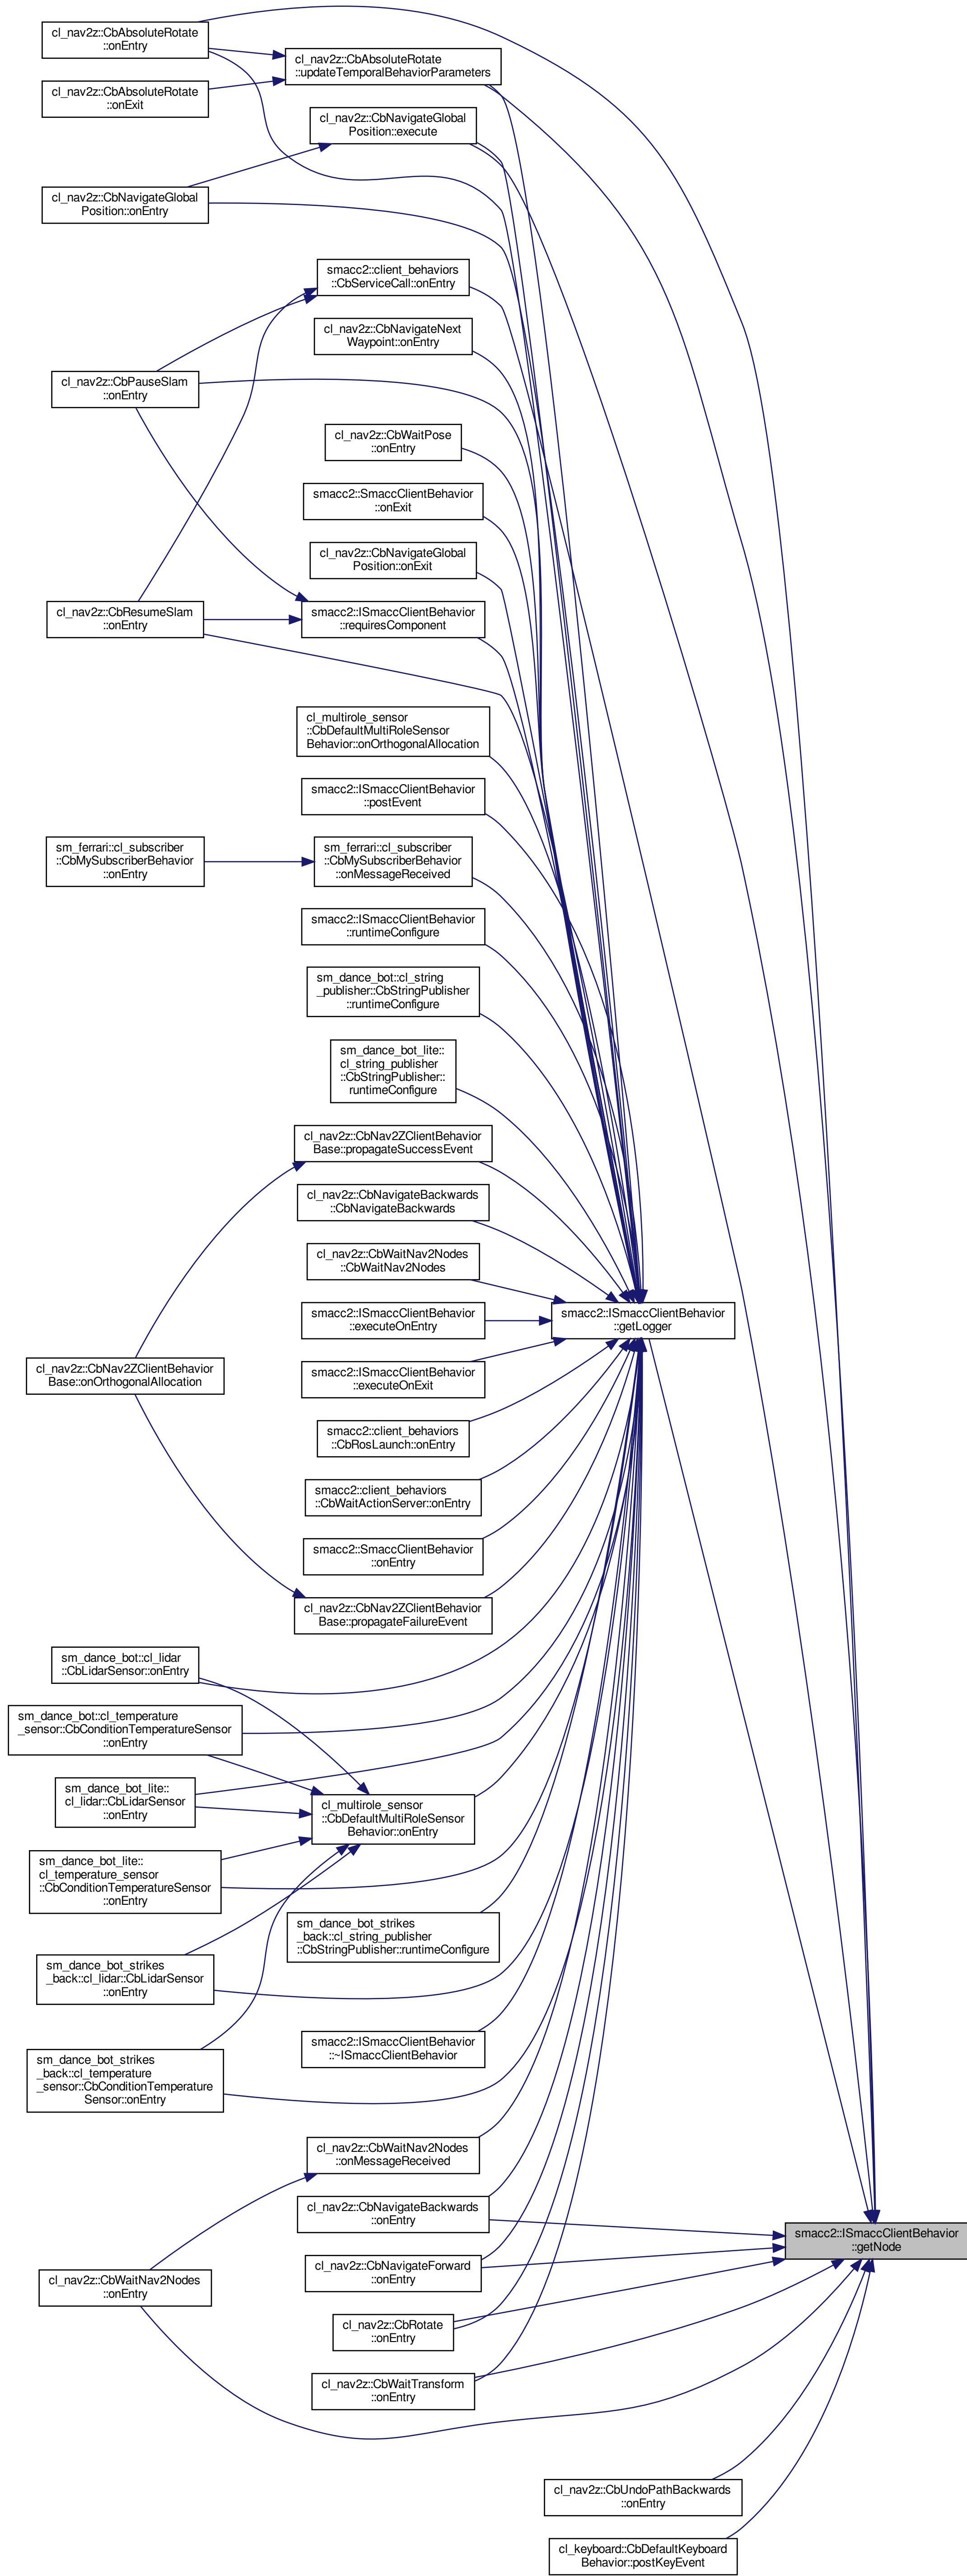 cl_nav2z::CbAbsoluteRotate
::onEntry
cl_nav2z::CbAbsoluteRotate
::updateTemporalBehaviorParameters
cl_nav2z::CbAbsoluteRotate
::onExit
cl_nav2z::CbNavigateGlobal
Position::execute
cl_nav2z::CbNavigateGlobal
Position::onEntry
smacc2::client_behaviors
::CbServiceCall::onEntry
cl_nav2z::CbNavigateNext
Waypoint::onEntry
cl_nav2z::CbPauseSlam
::onEntry
cl_nav2z::CbWaitPose
::onEntry
smacc2::SmaccClientBehavior
::onExit
cl_nav2z::CbNavigateGlobal
Position::onExit
cl_nav2z::CbResumeSlam
::onEntry
smacc2::ISmaccClientBehavior
::requiresComponent
cl_multirole_sensor
::CbDefaultMultiRoleSensor
Behavior::onOrthogonalAllocation
smacc2::ISmaccClientBehavior
::postEvent
sm_ferrari::cl_subscriber
::CbMySubscriberBehavior
::onEntry
sm_ferrari::cl_subscriber
::CbMySubscriberBehavior
::onMessageReceived
smacc2::ISmaccClientBehavior
::runtimeConfigure
sm_dance_bot::cl_string
_publisher::CbStringPublisher
::runtimeConfigure
sm_dance_bot_lite::
cl_string_publisher
::CbStringPublisher::
runtimeConfigure
cl_nav2z::CbNav2ZClientBehavior
Base::propagateSuccessEvent
cl_nav2z::CbNavigateBackwards
::CbNavigateBackwards
cl_nav2z::CbWaitNav2Nodes
::CbWaitNav2Nodes
smacc2::ISmaccClientBehavior
::executeOnEntry
smacc2::ISmaccClientBehavior
::getLogger
cl_nav2z::CbNav2ZClientBehavior
Base::onOrthogonalAllocation
smacc2::ISmaccClientBehavior
::executeOnExit
smacc2::client_behaviors
::CbRosLaunch::onEntry
smacc2::client_behaviors
::CbWaitActionServer::onEntry
smacc2::SmaccClientBehavior
::onEntry
cl_nav2z::CbNav2ZClientBehavior
Base::propagateFailureEvent
sm_dance_bot::cl_lidar
::CbLidarSensor::onEntry
sm_dance_bot::cl_temperature
_sensor::CbConditionTemperatureSensor
::onEntry
sm_dance_bot_lite::
cl_lidar::CbLidarSensor
::onEntry
cl_multirole_sensor
::CbDefaultMultiRoleSensor
Behavior::onEntry
sm_dance_bot_lite::
cl_temperature_sensor
::CbConditionTemperatureSensor
::onEntry
sm_dance_bot_strikes
_back::cl_string_publisher
::CbStringPublisher::runtimeConfigure
sm_dance_bot_strikes
_back::cl_lidar::CbLidarSensor
::onEntry
smacc2::ISmaccClientBehavior
::~ISmaccClientBehavior
sm_dance_bot_strikes
_back::cl_temperature
_sensor::CbConditionTemperature
Sensor::onEntry
cl_nav2z::CbWaitNav2Nodes
::onMessageReceived
cl_nav2z::CbNavigateBackwards
::onEntry
smacc2::ISmaccClientBehavior
::getNode
cl_nav2z::CbNavigateForward
::onEntry
cl_nav2z::CbWaitNav2Nodes
::onEntry
cl_nav2z::CbRotate
::onEntry
cl_nav2z::CbWaitTransform
::onEntry
cl_nav2z::CbUndoPathBackwards
::onEntry
cl_keyboard::CbDefaultKeyboard
Behavior::postKeyEvent